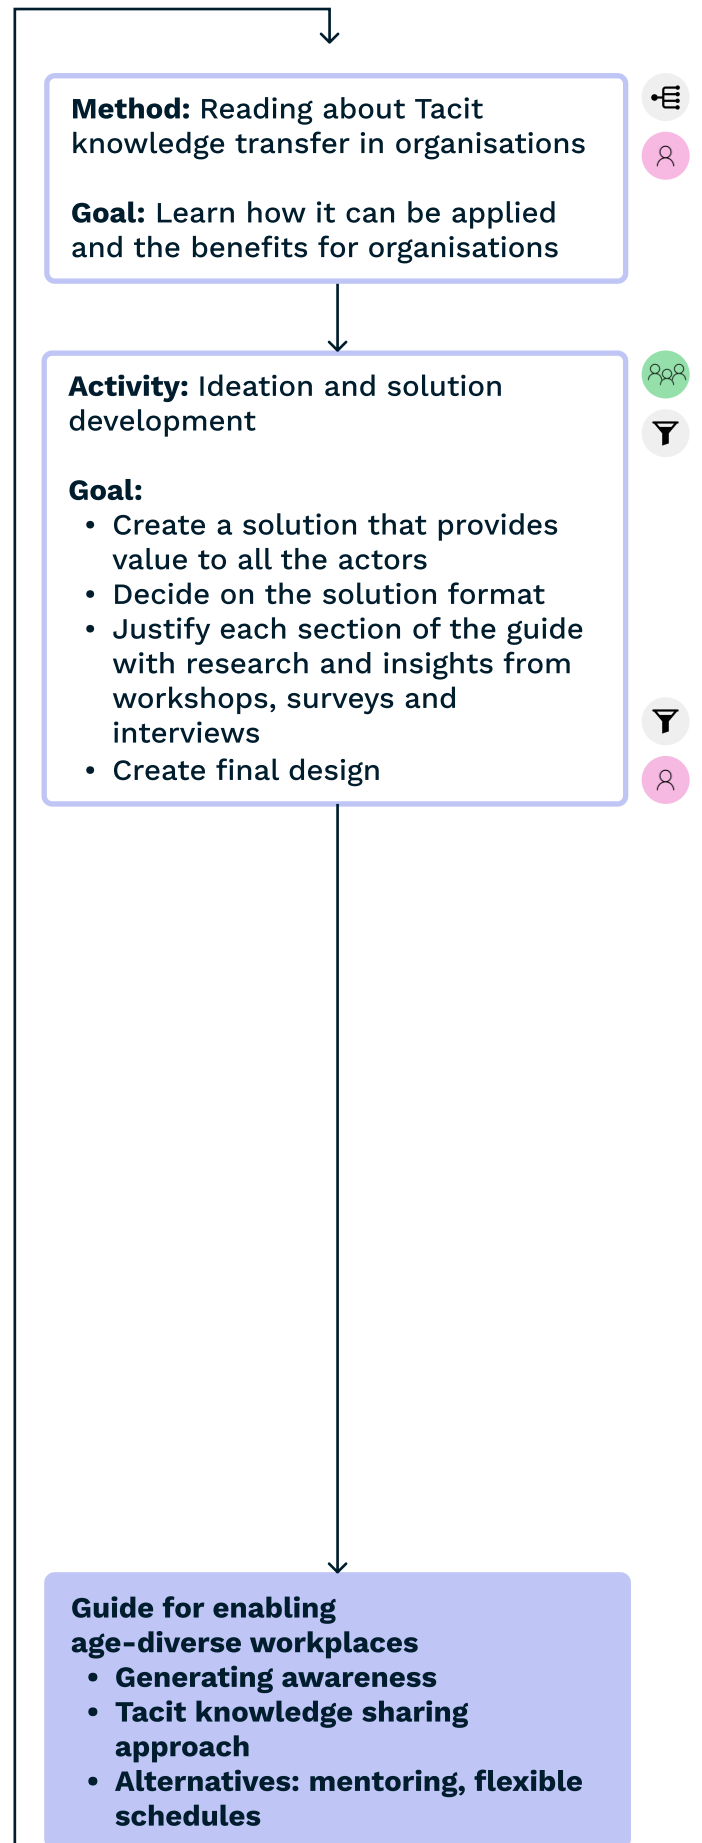 Method: Reading about Tacit
knowledge transfer in organisations
Goal: Learn how it can be applied
and the benefits for organisations
Activity: Ideation and solution
development
Goal:
• Create a solution that provides
value to all the actors
• Decide on the solution format
• Justify each section of the guide
with research and insights from
workshops, surveys and
interviews
• Create final design
Guide for enabling
age-diverse workplaces
• Generating awareness
• Tacit knowledge sharing
approach
• Alternatives: mentoring, flexible
schedules